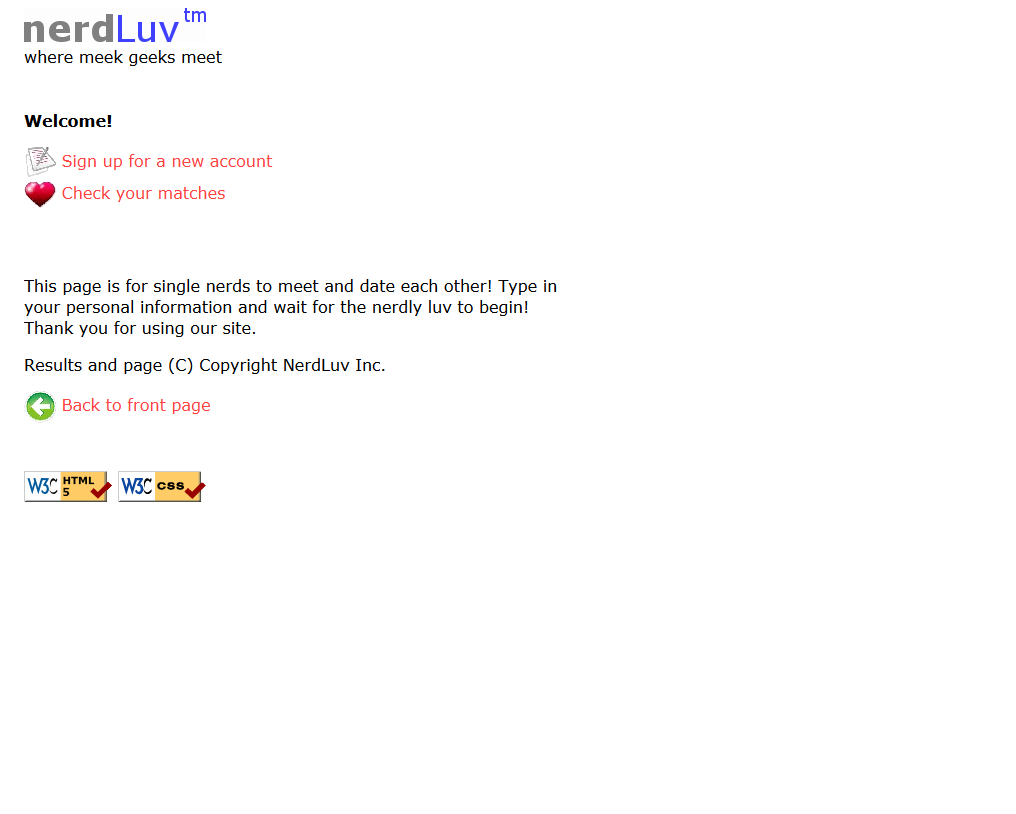 nerdLuv™
where meek geeks meet
Welcome!
Sign up for a new account
Check your matches
This page is for single nerds to meet and date each other! Type in
your personal information and wait for the nerdly luv to begin!
Thank you for using our site.
Results and page (C) Copyright NerdLuv Inc.
Back to front page
W3C HTML 5 W3C css